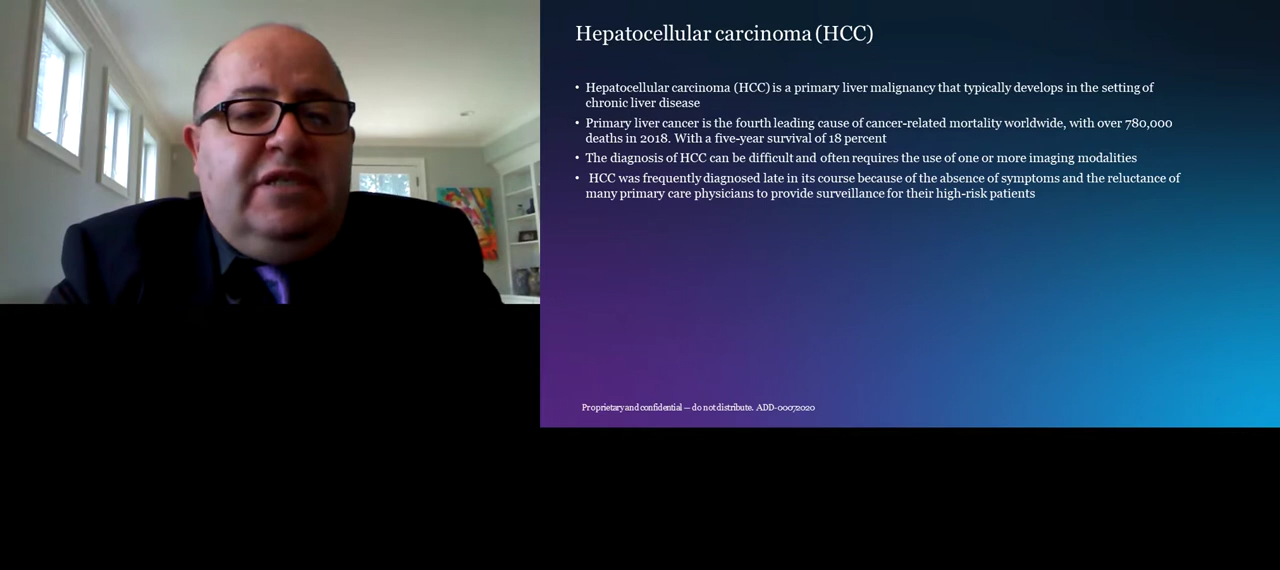 Hepatocellular carcinoma (HCC)
• Hepatocellular carcinoma (HCC) is a primary liver malignancy that typically develops in the setting of
chronic liver disease
• Primary liver cancer is the fourth leading cause of cancer-related mortality worldwide, with over 780,000
deaths in 2018. With a five-year survival of 18 percent
• The diagnosis of HCC can be difficult and often requires the use of one or more imaging modalities
• HCC was frequently diagnosed late in its course because of the absence of symptoms and the reluctance of
many primary care physicians to provide surveillance for their high-risk patients
Proprietary and confidential — do not distribute. ADD-00072020